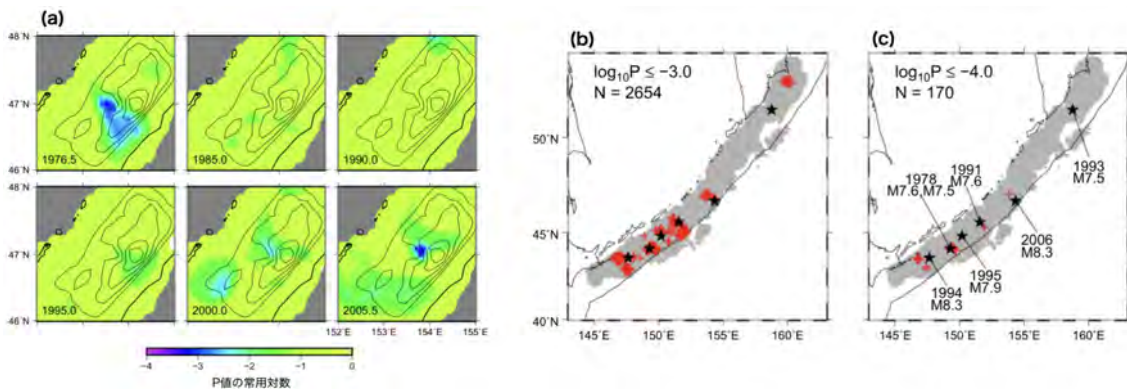 (a)
48˚N
47˚N
46˚N
1976.5
1985.0
1990.0
48˚N
47˚N
46˚N
1995.0
2000.0
2005.5
152˚E
153˚E
154˚E
155˚E
−4
−3
−2
−1
0
P値の常用対数
(b)
log10P ≤ −3.0
N = 2654
50˚N
45˚N
40˚N
145˚E
150˚E
155˚E
160˚E
(c)
log10P ≤ −4.0
N = 170
1991
M7.6
1978
M7.6,M7.5
1993
M7.5
2006
M8.3
1995
M7.9
1994
M8.3
145˚E
150˚E
155˚E
160˚E